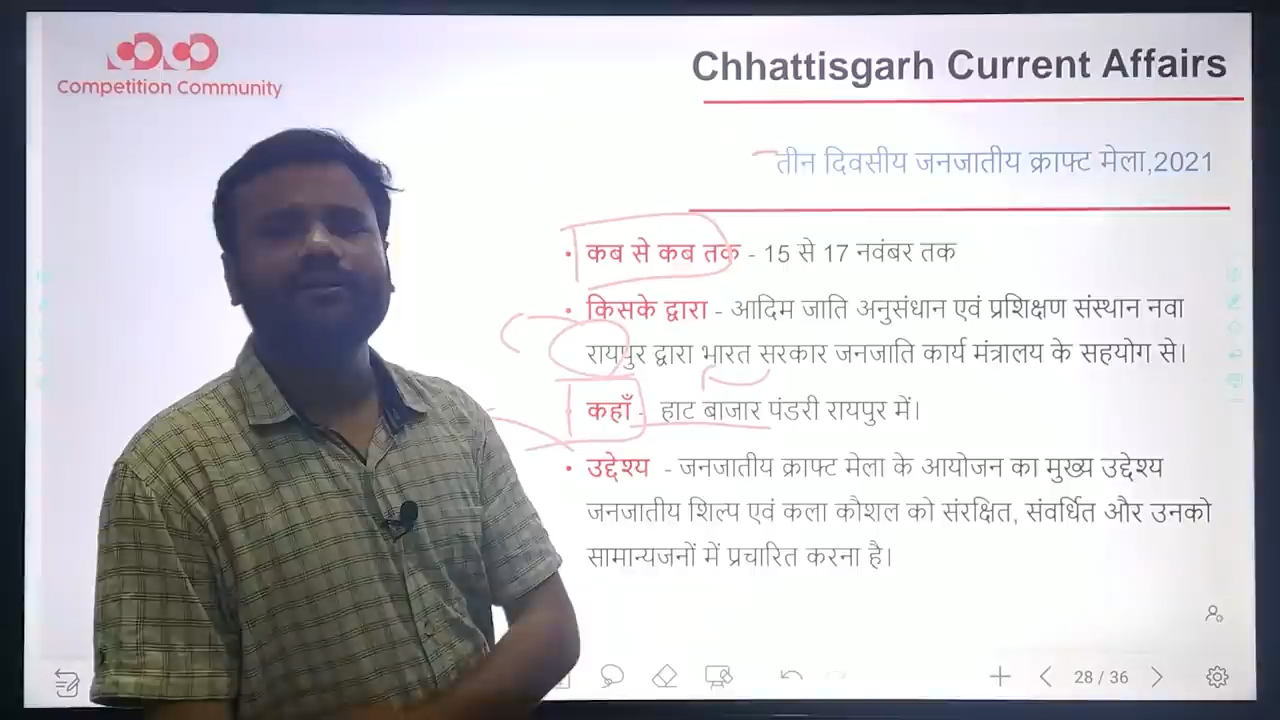 Competition Community
Chhattisgarh Current Affairs
तीन दिवसीय जनजातीय क्राफ्ट मेला,2021
• कब से कब तक - 15 से 17 नवंबर तक
• किसके द्वारा - आदिम जाति अनुसंधान एवं प्रशिक्षण संस्थान नवा
रायपुर द्वारा भारत सरकार जनजाति कार्य मंत्रालय के सहयोग से।
• कहाँ - हाट बाजार पंडरी रायपुर में।
• उद्देश्य - जनजातीय क्राफ्ट मेला के आयोजन का मुख्य उद्देश्य
जनजातीय शिल्प एवं कला कौशल को संरक्षित, संवर्धित और उनको
सामान्यजनों में प्रचारित करना है।
28 / 36